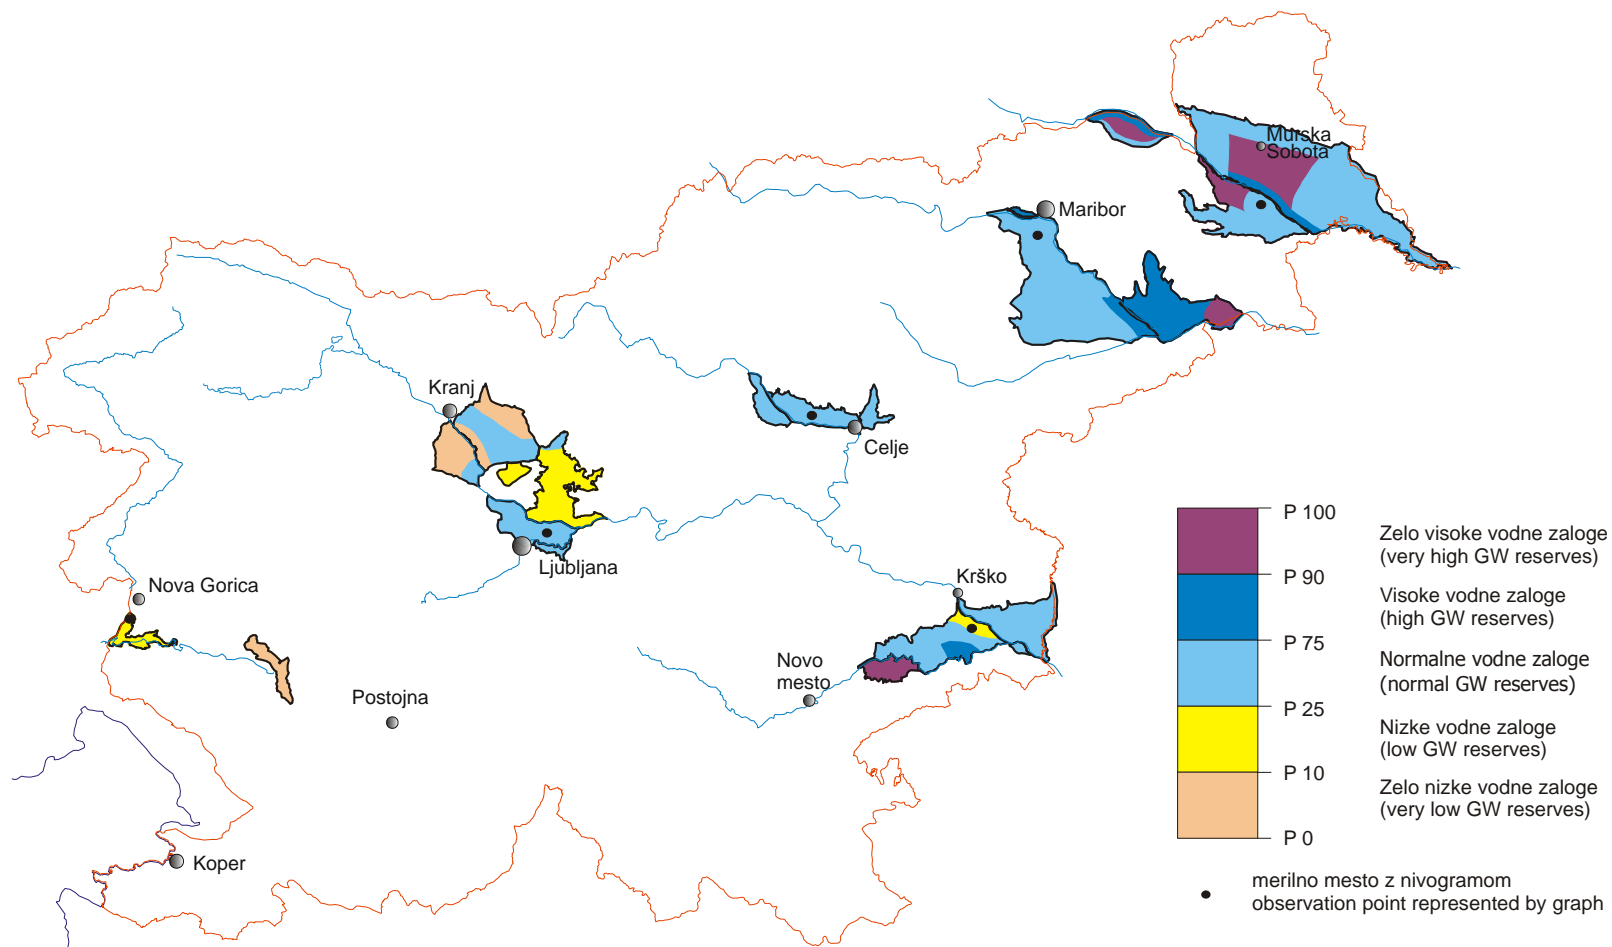 Murska
Sobota
Maribor
Kranj
Celje
Ljubljana
Nova Gorica
Krško
Novo
mesto
Postojna
Koper
P 100
Zelo visoke vodne zaloge
(very high GW reserves)
P 90
Visoke vodne zaloge
(high GW reserves)
P 75
Normalne vodne zaloge
(normal GW reserves)
P 25
Nizke vodne zaloge
(low GW reserves)
P 10
Zelo nizke vodne zaloge
(very low GW reserves)
P 0
merilno mesto z nivogramom
observation point represented by graph